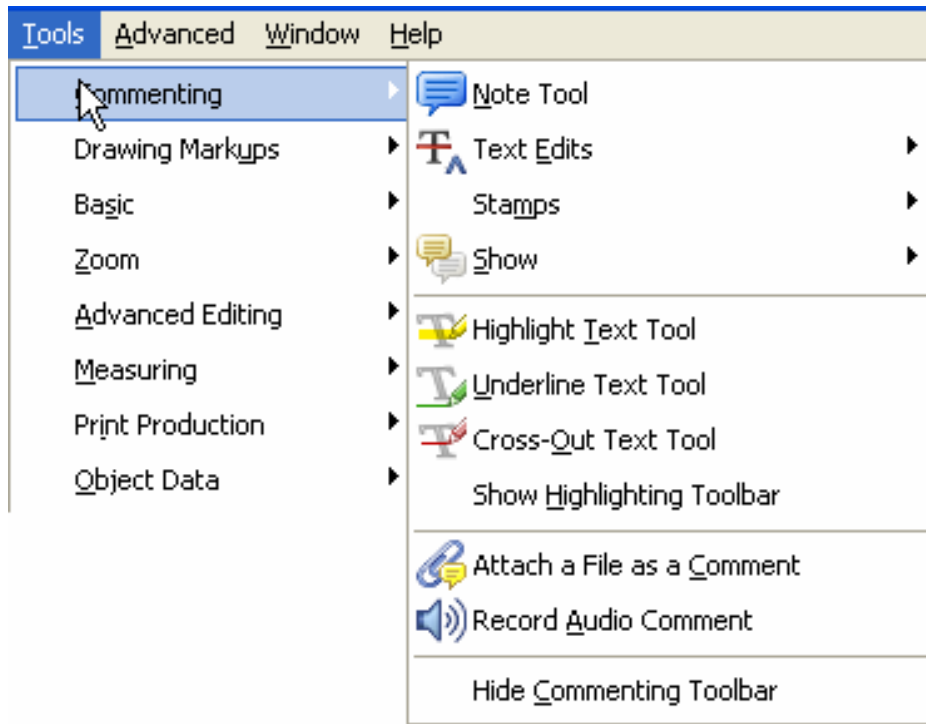 Tools Advanced Window Help
Commenting
Drawing Markups
Basic
Zoom
Advanced Editing
Measuring
Print Production
Object Data
Note Tool
Text Edits
Stamps
Show
Highlight Text Tool
Underline Text Tool
Cross-Out Text Tool
Show Highlighting Toolbar
Attach a File as a Comment
Record Audio Comment
Hide Commenting Toolbar